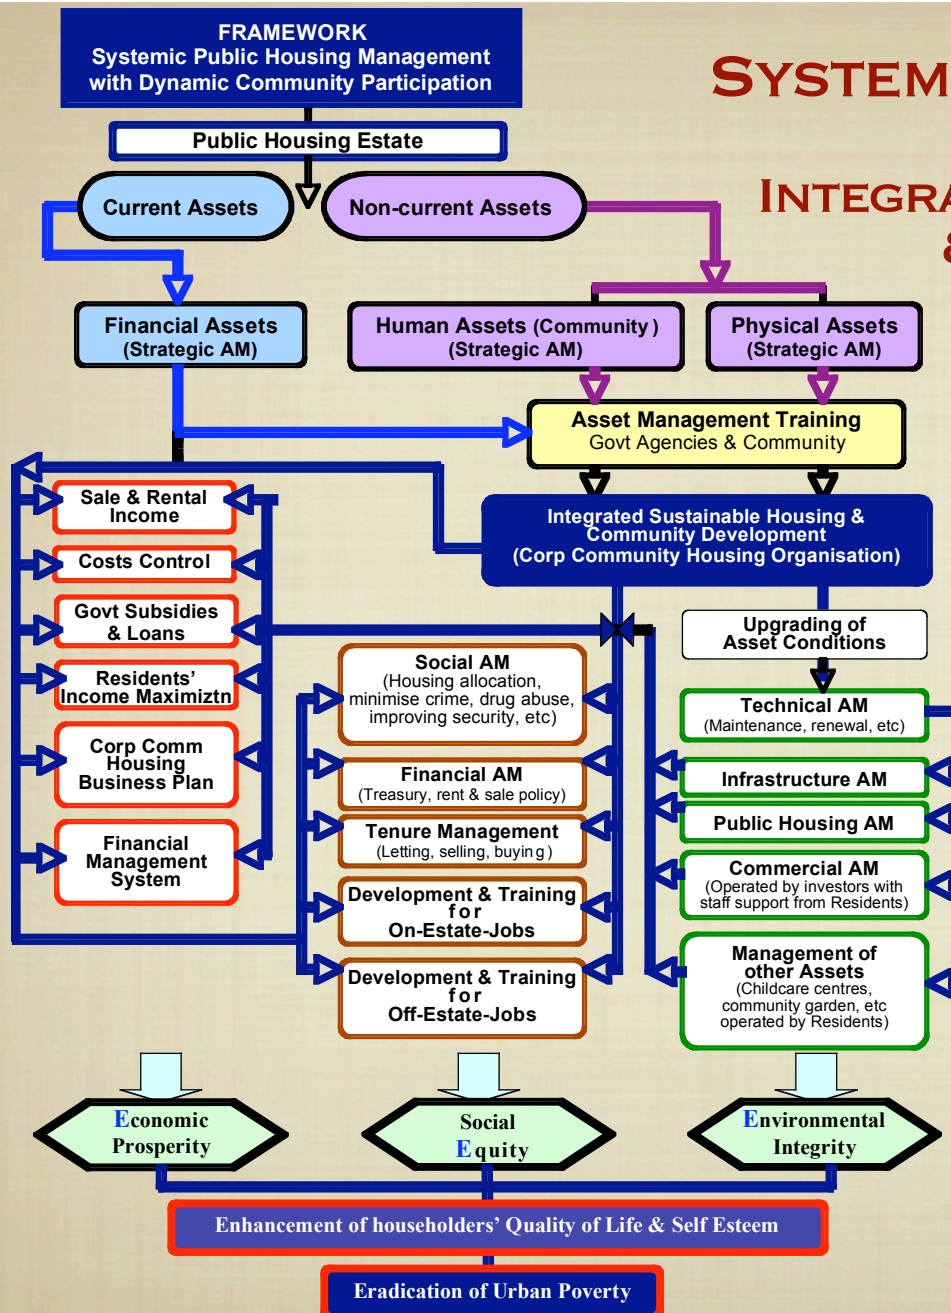 FRAMEWORK
Systemic Public Housing Management
with Dynamic Community Participation
SYSTEM
INTEGRA
Public Housing Estate
Current Assets
Non-current Assets
Financial Assets
(Strategic AM)
Human Assets (Community)
(Strategic AM)
Physical Assets
(Strategic AM)
Asset Management Training
Govt Agencies & Community
Integrated Sustainable Housing &
Community Development
(Corp Community Housing Organisation)
Sale & Rental
Income
Costs Control
Govt Subsidies
& Loans
Residents'
Income Maximiztn
Corp Comm
Housing
Business Plan
Financial
Management
System
Social AM
(Housing allocation,
minimise crime, drug abuse,
improving security, etc)
Financial AM
(Treasury, rent & sale policy)
Tenure Management
(Letting, selling, buying)
Development & Training
for
On-Estate-Jobs
Development & Training
for
Off-Estate-Jobs
Upgrading of
Asset Conditions
Technical AM
(Maintenance, renewal, etc)
Infrastructure AM
Public Housing AM
Commercial AM
(Operated by investors with
staff support from Residents)
Management of
other Assets
(Childcare centres,
community garden, etc
operated by Residents)
Economic
Prosperity
Social
Equity
Environmental
Integrity
Enhancement of householders' Quality of Life & Self Esteem
Eradication of Urban Poverty